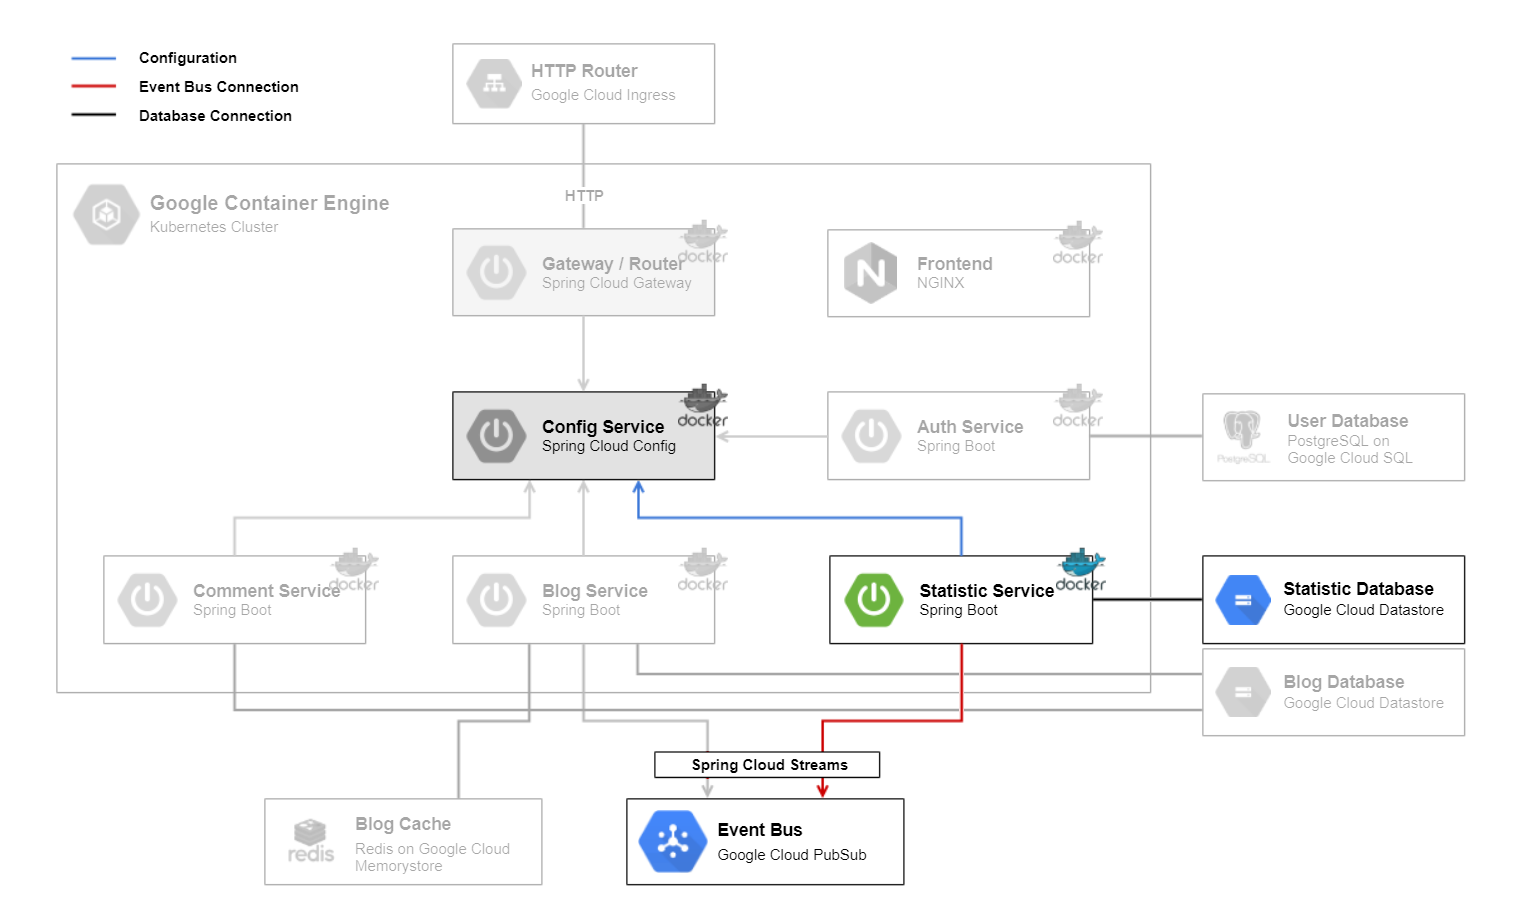 Configuration
Event Bus Connection
Database Connection
HTTP Router
Google Cloud Ingress
HTTP
Google Container Engine
Kubernetes Cluster
docker
Gateway / Router
Spring Cloud Gateway
docker
Frontend
NGINX
docker
Config Service
Spring Cloud Config
docker
Auth Service
Spring Boot
User Database
PostgreSQL on
Google Cloud SQL
PostgreSQL
docker
Comment Service
Spring Boot
docker
Blog Service
Spring Boot
docker
Statistic Service
Spring Boot
Statistic Database
Google Cloud Datastore
Blog Database
Google Cloud Datastore
Spring Cloud Streams
Blog Cache
Redis on Google Cloud
Memorystore
redis
Event Bus
Google Cloud PubSub